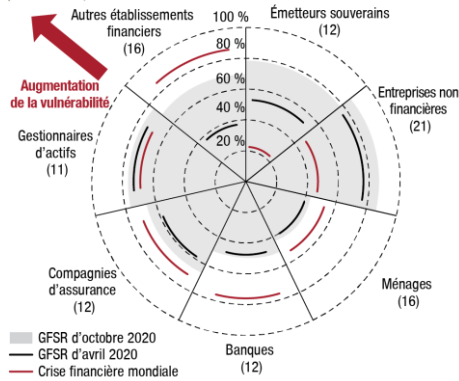 Autres établissements
financiers
(16)
100 %
80 %
60 %
40 %
20 %
Émetteurs souverains
(12)
Augmentation
de la vulnérabilité
Entreprises non
financières
(21)
Gestionnaires
d'actifs
(11)
Compagnies
d'assurance
(12)
Ménages
(16)
Banques
(12)
GFSR d'octobre 2020
GFSR d'avril 2020
Crise financière mondiale